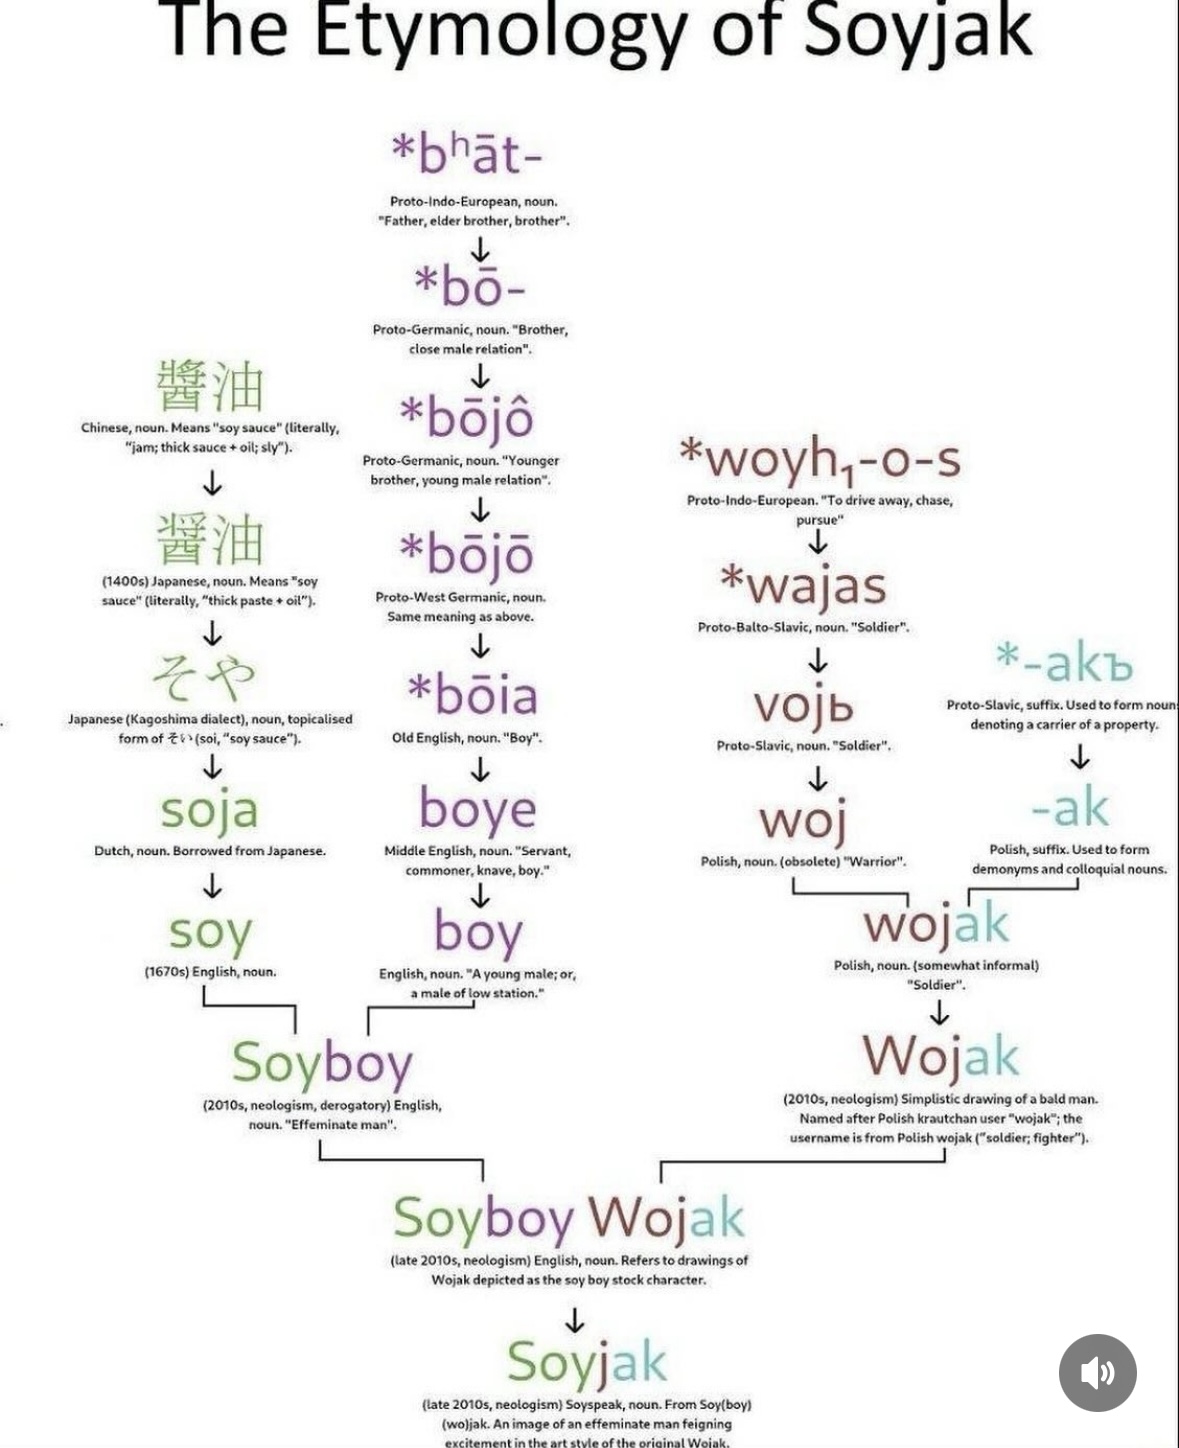 The Etymology of Soyjak
*bʰāt-
Proto-Indo-European, noun.
"Father, elder brother, brother".
*bō-
Proto-Germanic, noun. "Brother,
close male relation".
*bōjô
Proto-Germanic, noun. "Younger
brother, young male relation".
*bōjō
Proto-West Germanic, noun.
Same meaning as above.
*bōia
Old English, noun. "Boy".
boye
Middle English, noun. "Servant,
commoner, knave, boy."
boy
English, noun. "A young male; or,
a male of low station."
醬油
Chinese, noun. Means "soy sauce" (literally,
"jam; thick sauce + oil; sly").
醤油
(1400s) Japanese, noun. Means "soy
sauce" (literally, "thick paste + oil").
そや
Japanese (Kagoshima dialect), noun, topicalised
form of そい (soi, "soy sauce").
soja
Dutch, noun. Borrowed from Japanese.
soy
(1670s) English, noun.
Soyboy
(2010s, neologism, derogatory) English,
noun. "Effeminate man".
*woyh₁-o-s
Proto-Indo-European. "To drive away, chase,
pursue"
*wajas
Proto-Balto-Slavic, noun. "Soldier".
vojь
Proto-Slavic, noun. "Soldier".
woj
Polish, noun. (obsolete) "Warrior".
*-akъ
Proto-Slavic, suffix. Used to form noun
denoting a carrier of a property.
-ak
Polish, suffix. Used to form
demonyms and colloquial nouns.
wojak
Polish, noun. (somewhat informal)
"Soldier".
Wojak
(2010s, neologism) Simplistic drawing of a bald man.
Named after Polish krautchan user "wojak"; the
username is from Polish wojak ("soldier; fighter").
Soyboy Wojak
(late 2010s, neologism) English, noun. Refers to drawings of
Wojak depicted as the soy boy stock character.
Soyjak
(late 2010s, neologism) Soyspeak, noun. From Soy(boy)
(wo)jak. An image of an effeminate man feigning
excitement in the art style of the original Wojak.